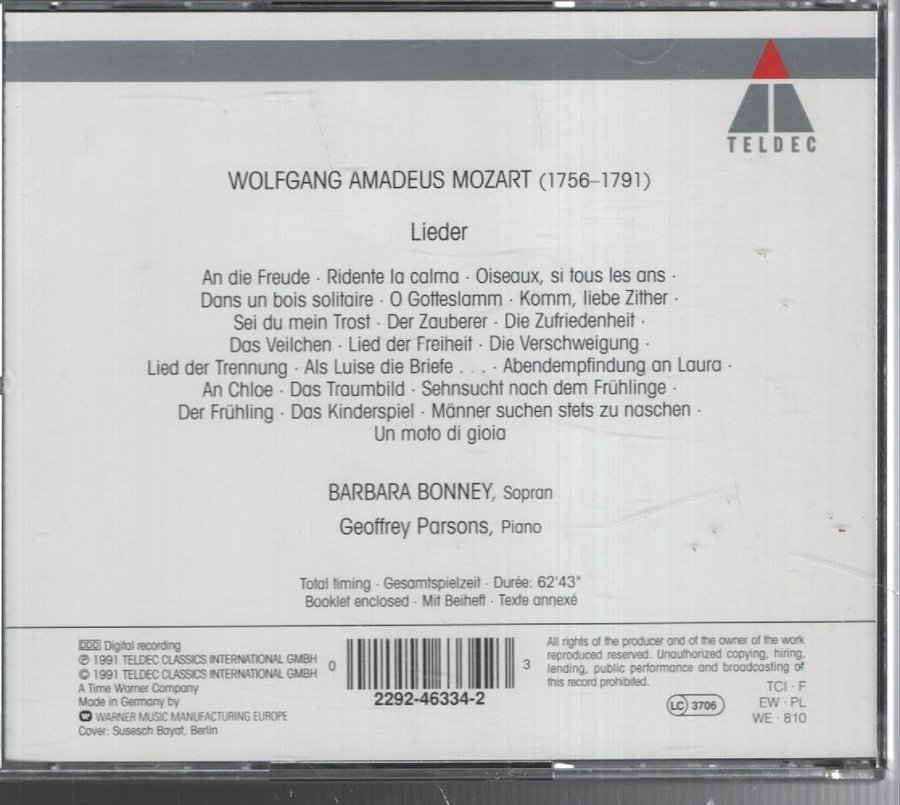 TELDEC
WOLFGANG AMADEUS MOZART (1756–1791)
Lieder
An die Freude · Ridente la calma · Oiseaux, si tous les ans ·
Dans un bois solitaire · O Gotteslamm · Komm, liebe Zither ·
Sei du mein Trost · Der Zauberer · Die Zufriedenheit ·
Das Veilchen · Lied der Freiheit · Die Verschweigung ·
Lied der Trennung · Als Luise die Briefe . . . · Abendempfindung an Laura ·
An Chloe · Das Traumbild · Sehnsucht nach dem Frühlinge ·
Der Frühling · Das Kinderspiel · Männer suchen stets zu naschen ·
Un moto di gioia
BARBARA BONNEY, Sopran
Geoffrey Parsons, Piano
Total timing · Gesamtspielzeit · Durée: 62'43"
Booklet enclosed · Mit Beiheft · Texte annexé
DDD Digital recording
℗ 1991 TELDEC CLASSICS INTERNATIONAL GMBH
© 1991 TELDEC CLASSICS INTERNATIONAL GMBH
A Time Warner Company
Made in Germany by
WARNER MUSIC MANUFACTURING EUROPE
Cover: Susesch Bayat, Berlin
0 3
2292-46334-2
All rights of the producer and of the owner of the work
reproduced reserved. Unauthorized copying, hiring,
lending, public performance and broadcasting of
this record prohibited.
LC 3706
TCI · F
EW · PL
WE · 810